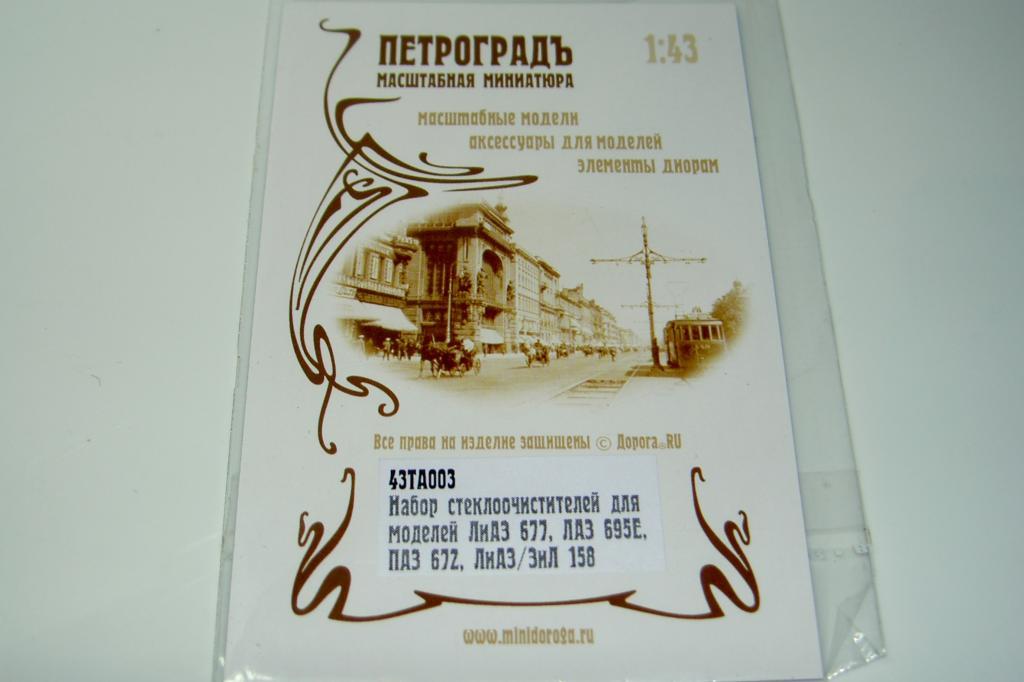 ПЕТРОГРАДЪ
1:43
МАСШТАБНАЯ МИНИАТЮРА
масштабные модели
аксессуары для моделей
элементы диорам
Все права на изделие защищены © Дорога®RU
43TA003
Набор стеклоочистителей для
моделей ЛиАЗ 677, ЛАЗ 695Е,
ПАЗ 672, ЛиАЗ/ЗиЛ 158
www.minidoroga.ru